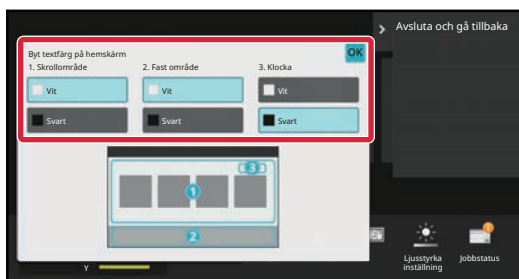 Avsluta och gå tillbaka
OK
Byt textfärg på hemskärm
1. Skrollområde
2. Fast område
3. Klocka
Vit
Vit
Vit
Svart
Svart
Svart
3
1
2
Ljusstyrka
inställning
Jobbstatus
Y